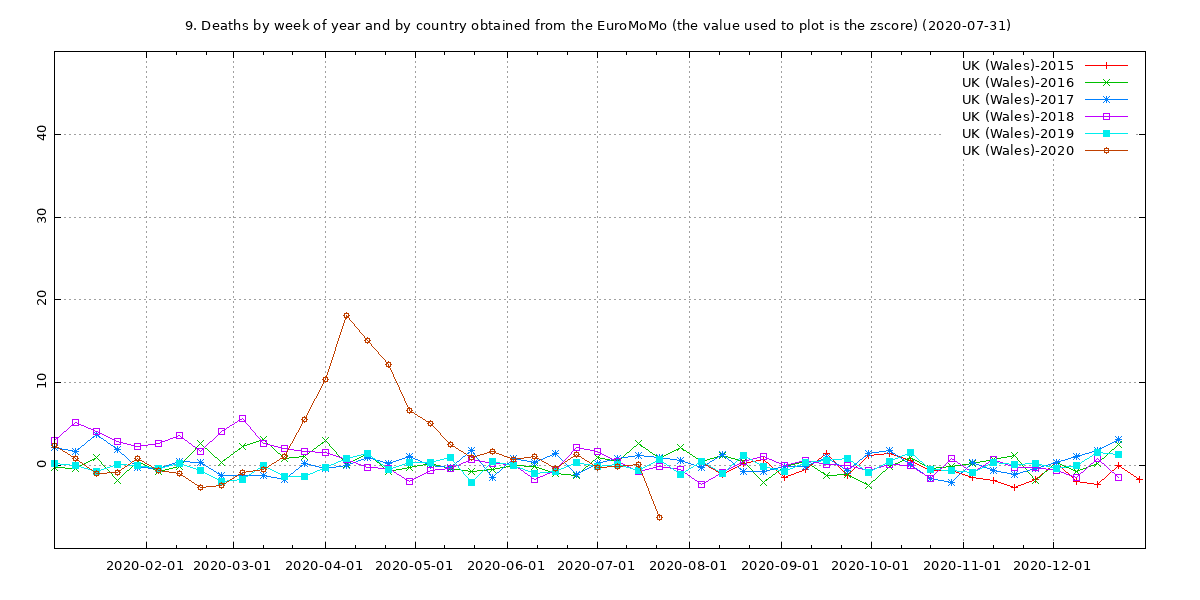 9. Deaths by week of year and by country obtained from the EuroMoMo (the value used to plot is the zscore) (2020-07-31)
UK (Wales)-2015
UK (Wales)-2016
UK (Wales)-2017
UK (Wales)-2018
UK (Wales)-2019
UK (Wales)-2020
40
30
20
10
0
2020-02-01 2020-03-01 2020-04-01 2020-05-01 2020-06-01 2020-07-01 2020-08-01 2020-09-01 2020-10-01 2020-11-01 2020-12-01